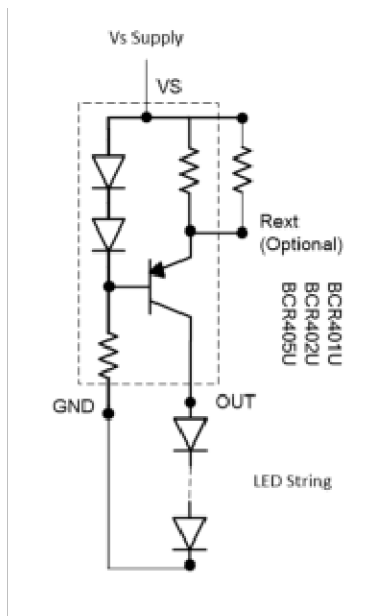 Vs Supply
VS
Rext
(Optional)
BCR401U
BCR402U
BCR405U
GND
OUT
LED String